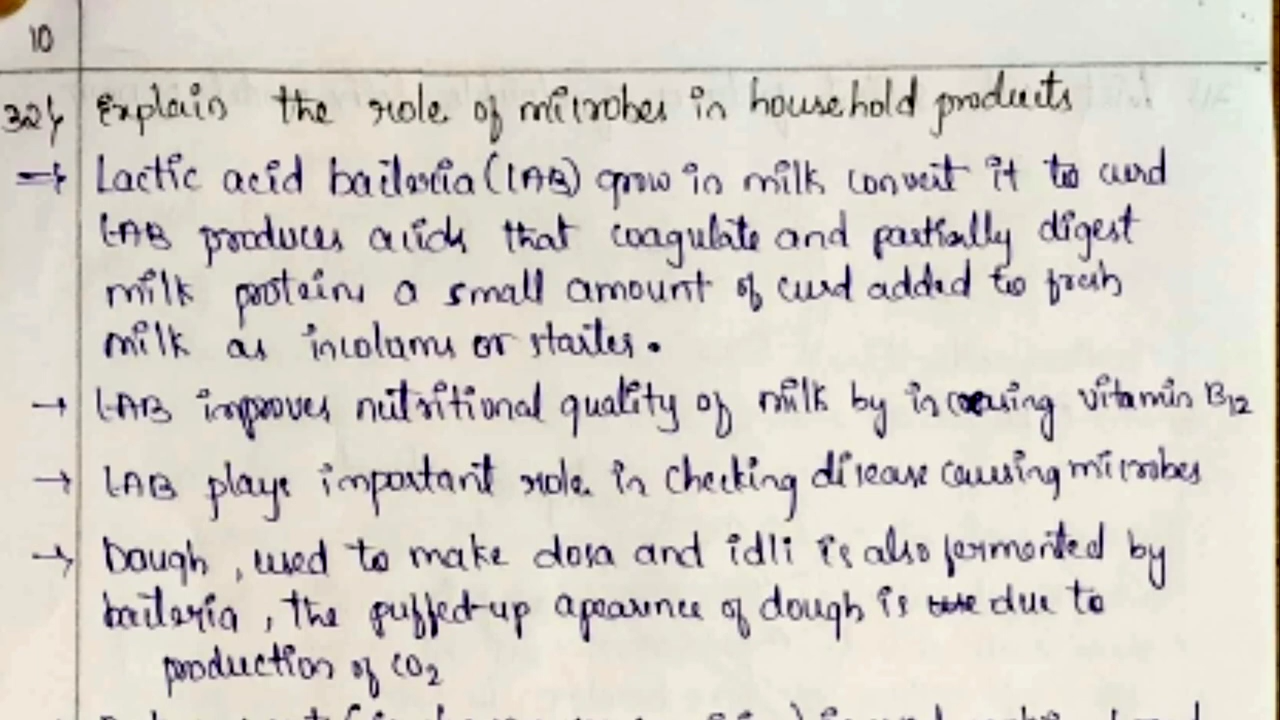 10
32) Explain the role of microbes in household products
⇒ Lactic acid bacteria (LAB) grow in milk convert it to curd
LAB produces acids that coagulate and partially digest
milk proteins a small amount of curd added to fresh
milk as incolums or starter.
→ LAB improves nutritional quality of milk by increasing vitamin B12
→ LAB plays important role in checking disease causing microbes
→ Dough, used to make dosa and idli is also fermented by
bacteria, the puffed-up apearnce of dough is due to
production of CO2